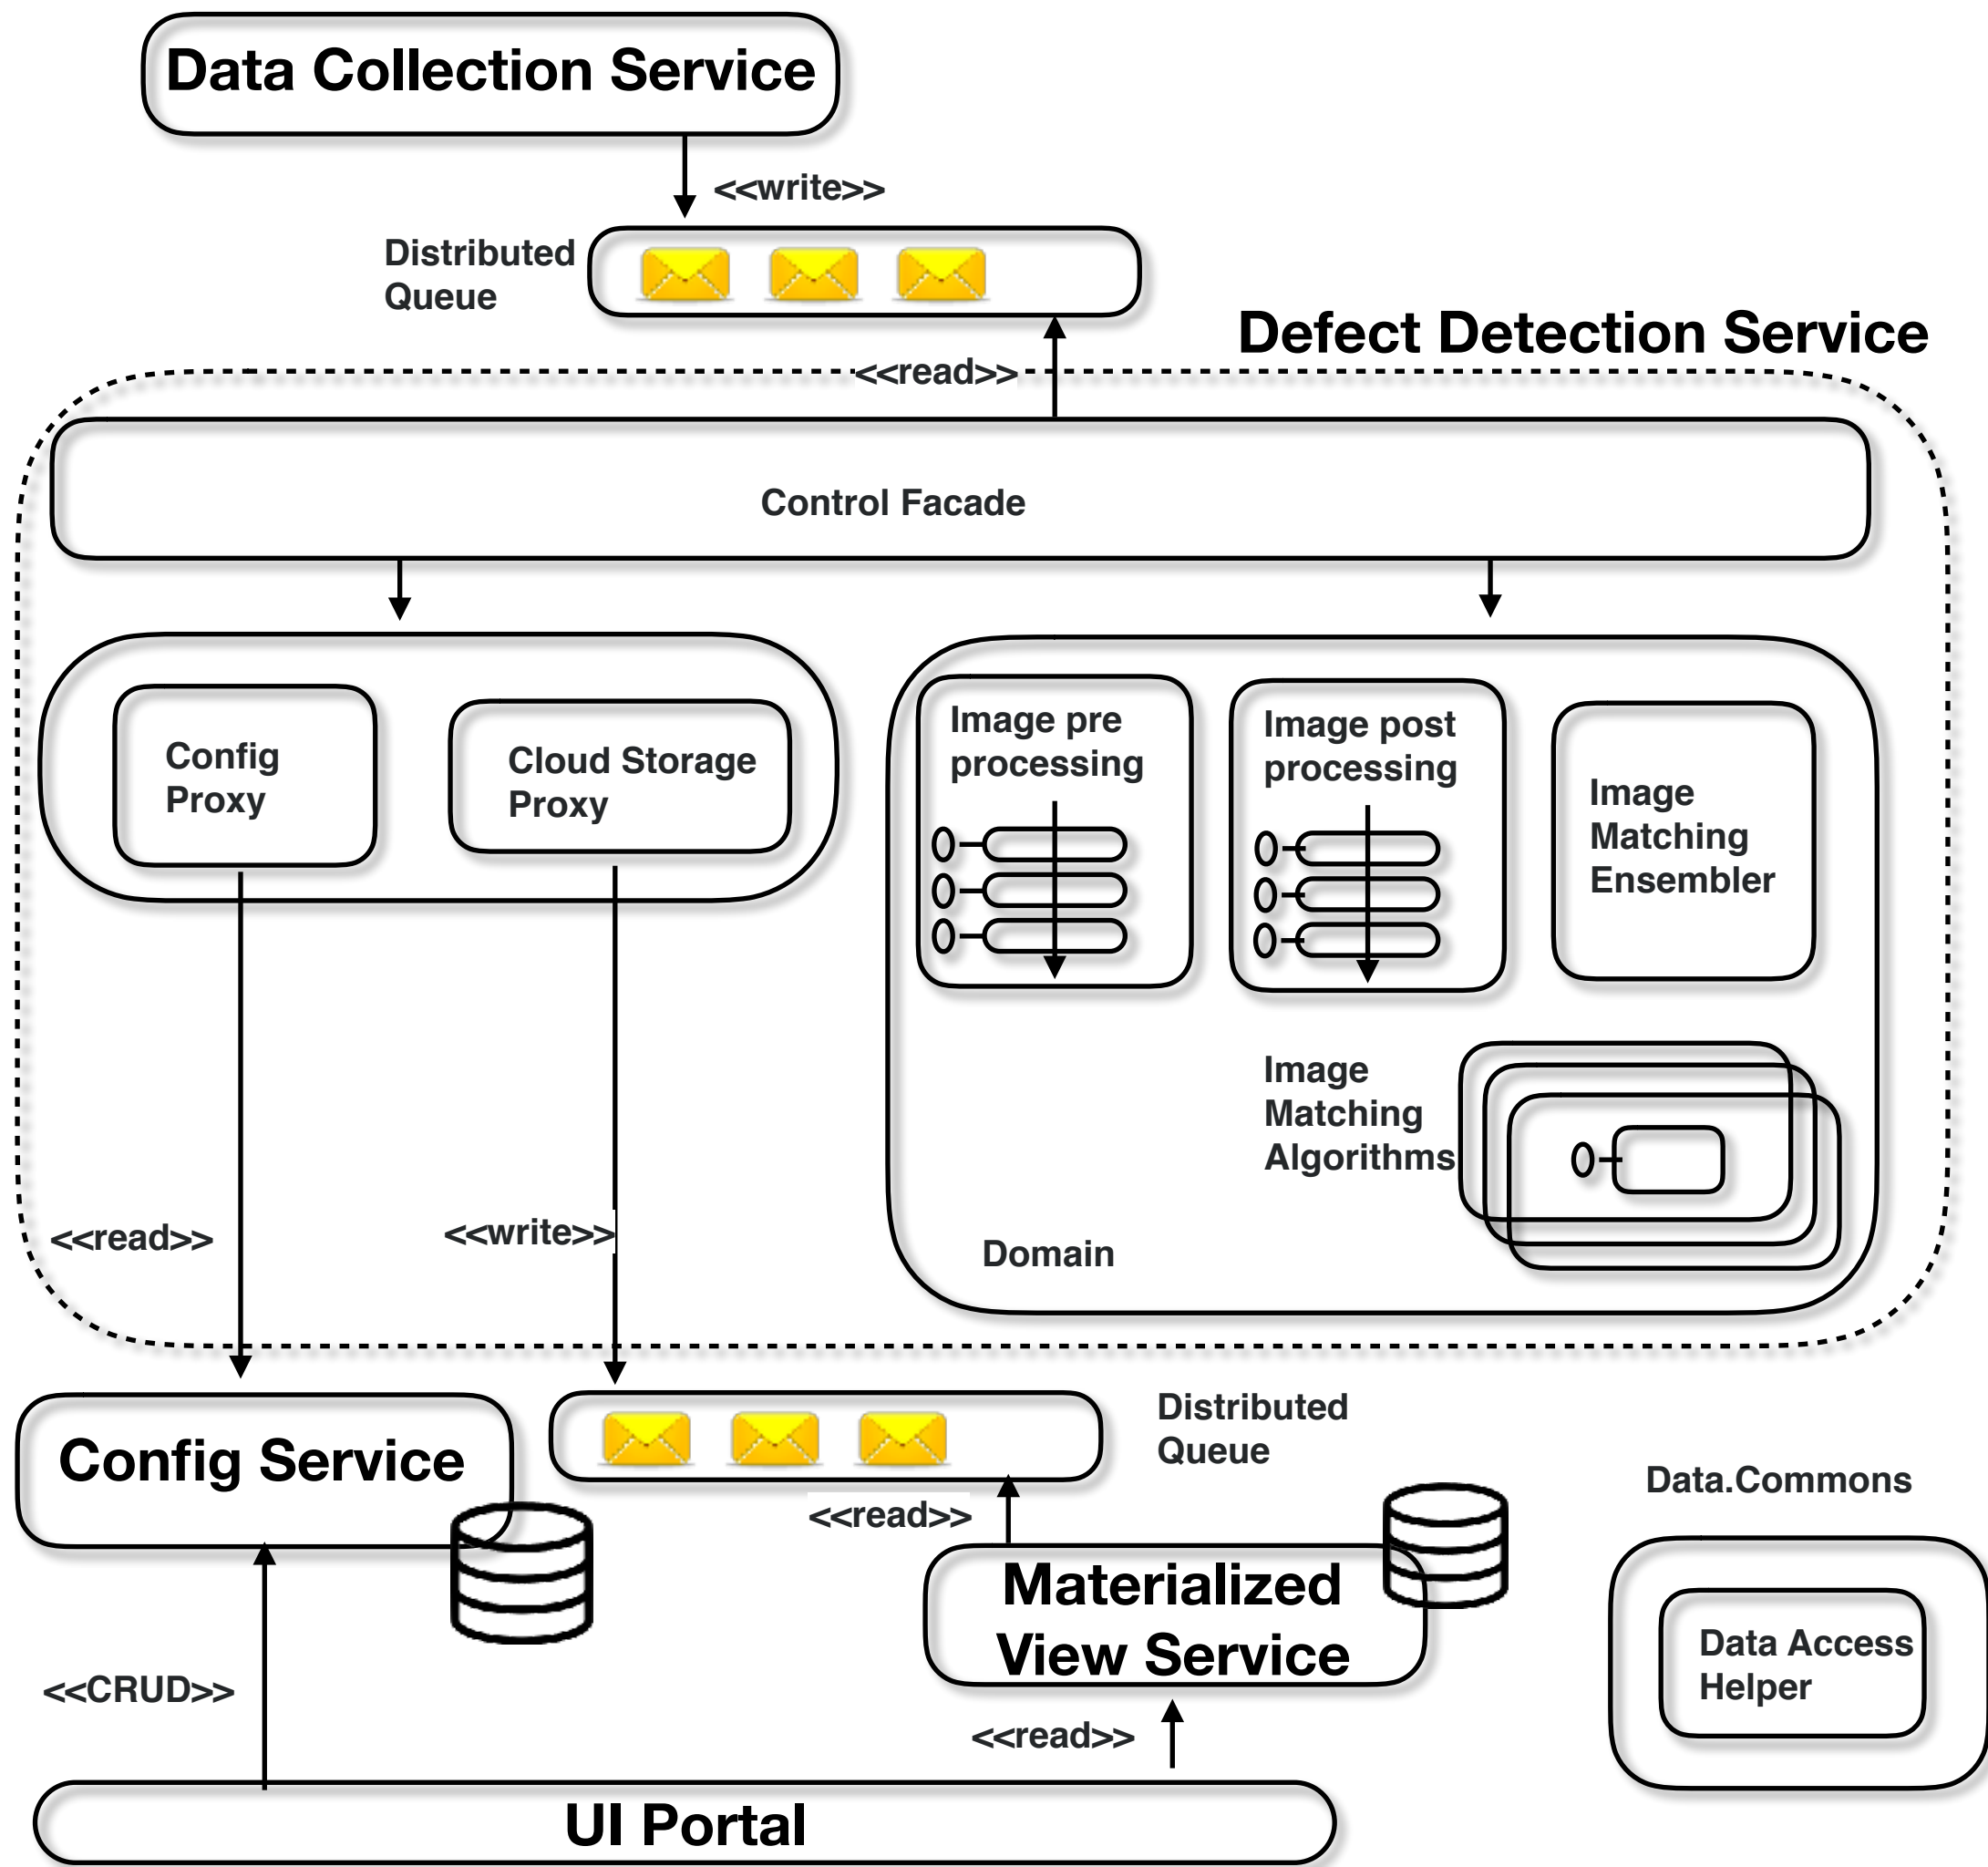 Data Collection Service
<<write>>
Distributed
Queue
Defect Detection Service
<<read>>
Control Facade
Config
Proxy
Cloud Storage
Proxy
Image pre
processing
Image post
processing
Image
Matching
Ensembler
Image
Matching
Algorithms
<<read>>
<<write>>
Domain
Config Service
Distributed
Queue
<<read>>
Data.Commons
Materialized
View Service
Data Access
Helper
<<CRUD>>
<<read>>
UI Portal